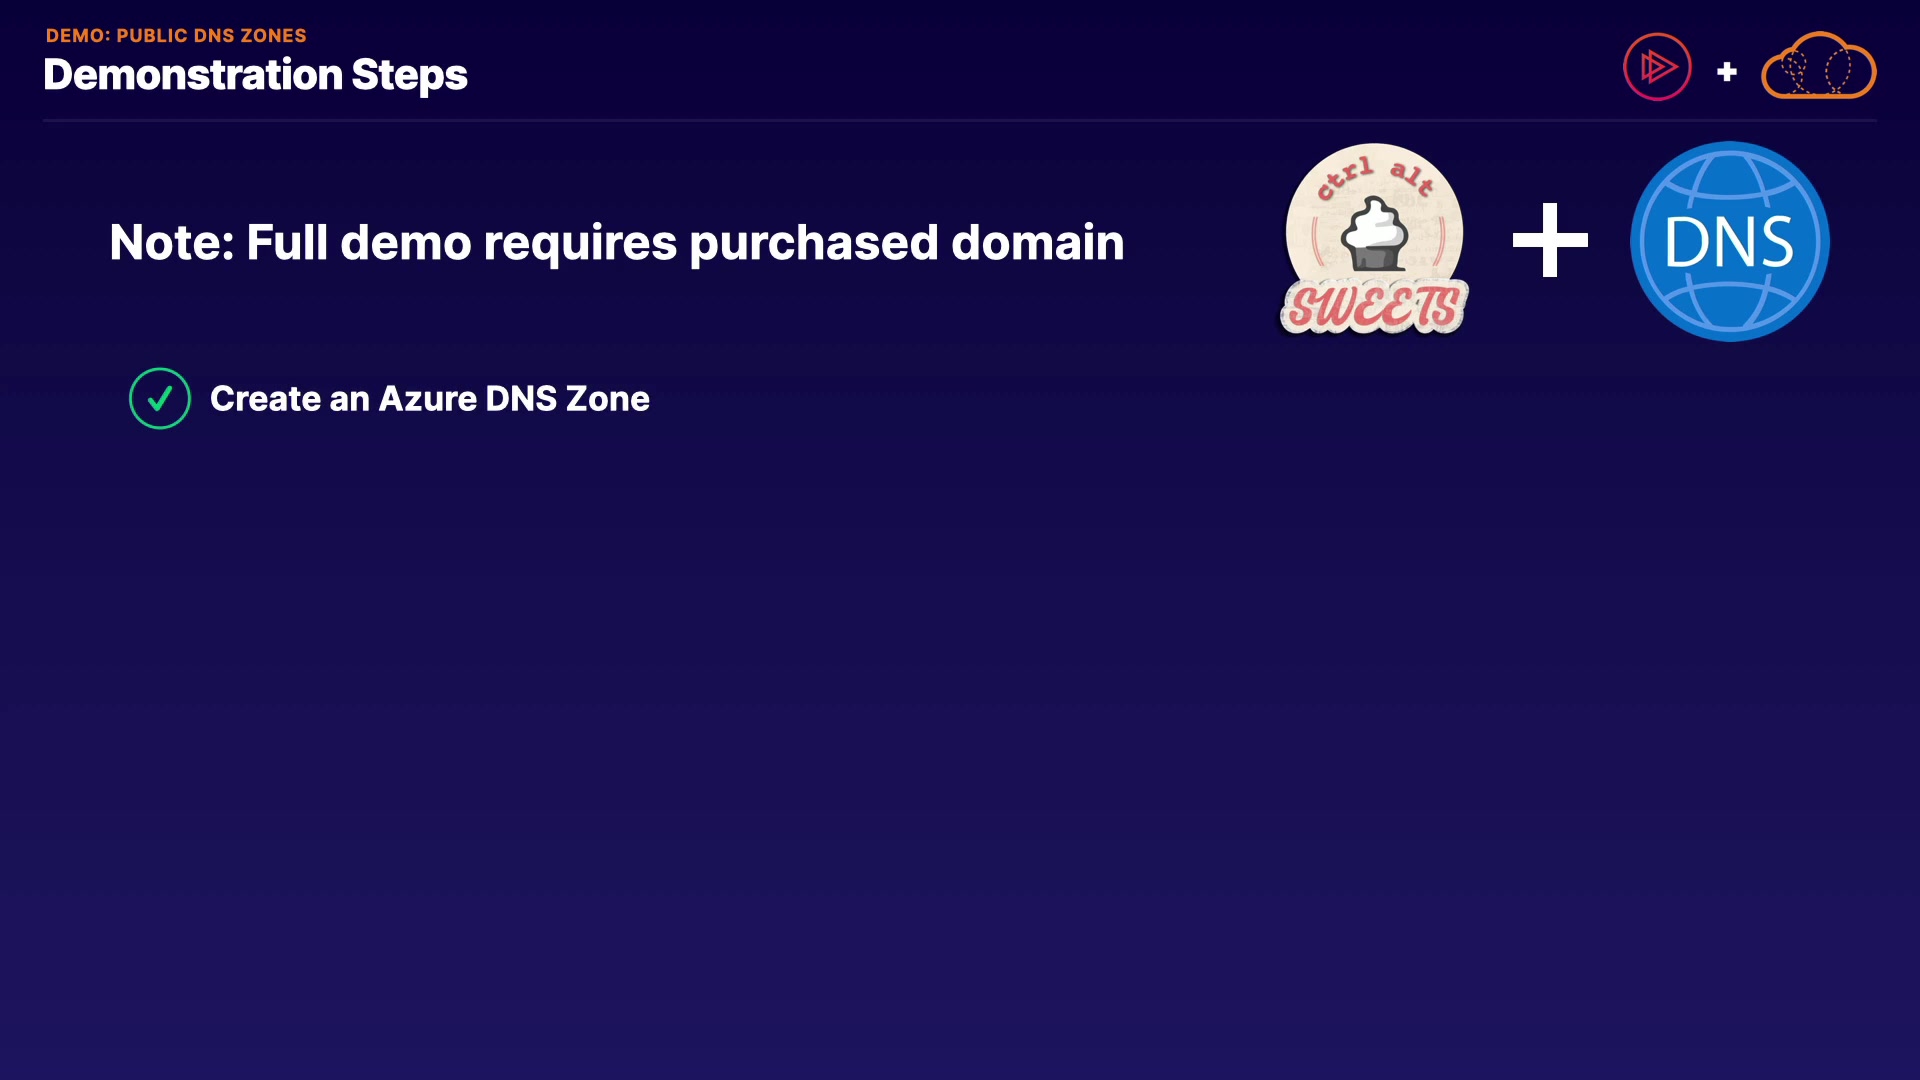 DEMO: PUBLIC DNS ZONES
Demonstration Steps
Note: Full demo requires purchased domain
ctrl alt
SWEETS
DNS
Create an Azure DNS Zone